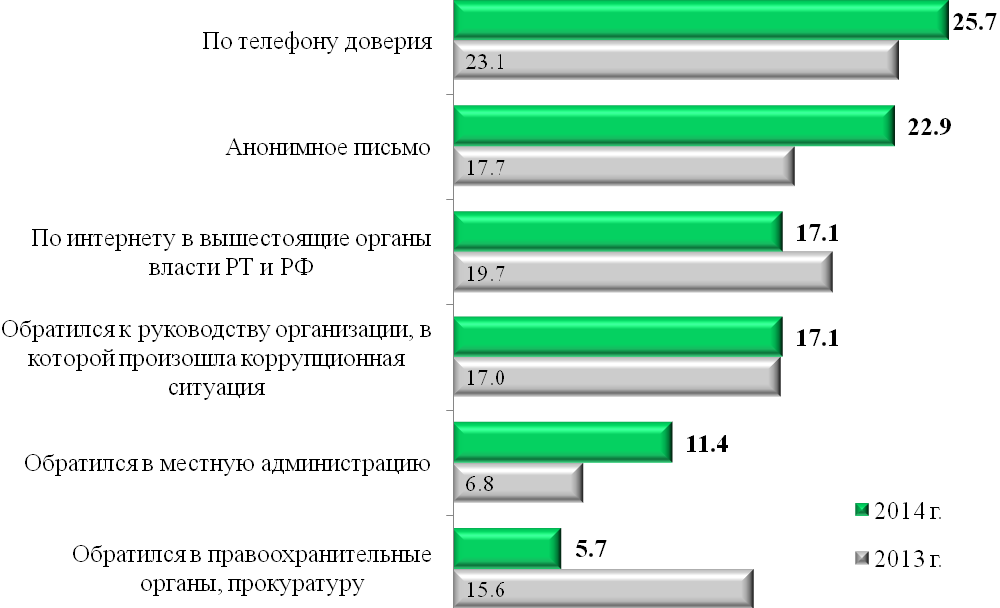 По телефону доверия
25.7
23.1
Анонимное письмо
22.9
17.7
По интернету в вышестоящие органы
власти РТ и РФ
17.1
19.7
Обратился к руководству организации, в
которой произошла коррупционная
ситуация
17.1
17.0
Обратился в местную администрацию
11.4
6.8
Обратился в правоохранительные
органы, прокуратуру
5.7
15.6
2014 г.
2013 г.